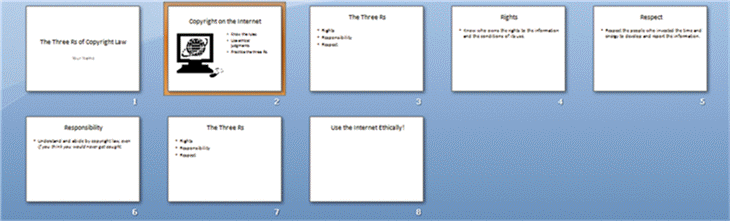 The Three Rs of Copyright Law
Your Name
1
Copyright on the Internet
• Know the rules
• Use ethical
judgments
• Practice the three Rs
2
The Three Rs
• Rights
• Responsibility
• Respect
3
Rights
• Know who owns the rights to the information
and the conditions of its use.
4
Respect
• Respect the people who invested the time and
energy to develop and report the information.
5
Responsibility
• Understand and abide by copyright law, even
if you think you would never get caught.
6
The Three Rs
• Rights
• Responsibility
• Respect
7
Use the Internet Ethically!
8